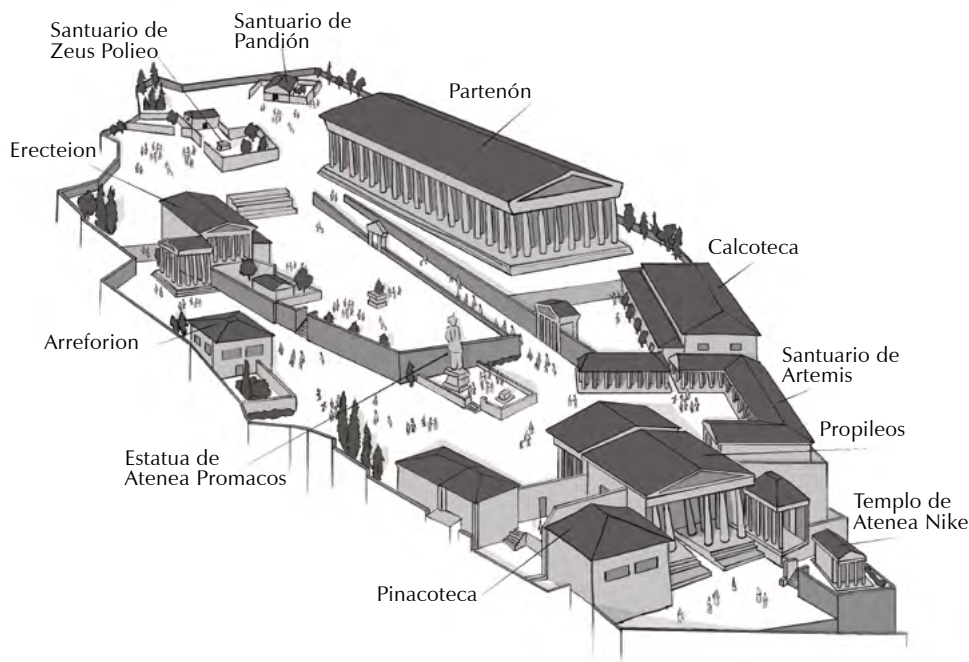 Santuario de
Zeus Polieo
Santuario de
Pandión
Partenón
Erecteion
Calcoteca
Arreforion
Santuario de
Artemis
Propileos
Estatua de
Atenea Promacos
Templo de
Atenea Nike
Pinacoteca